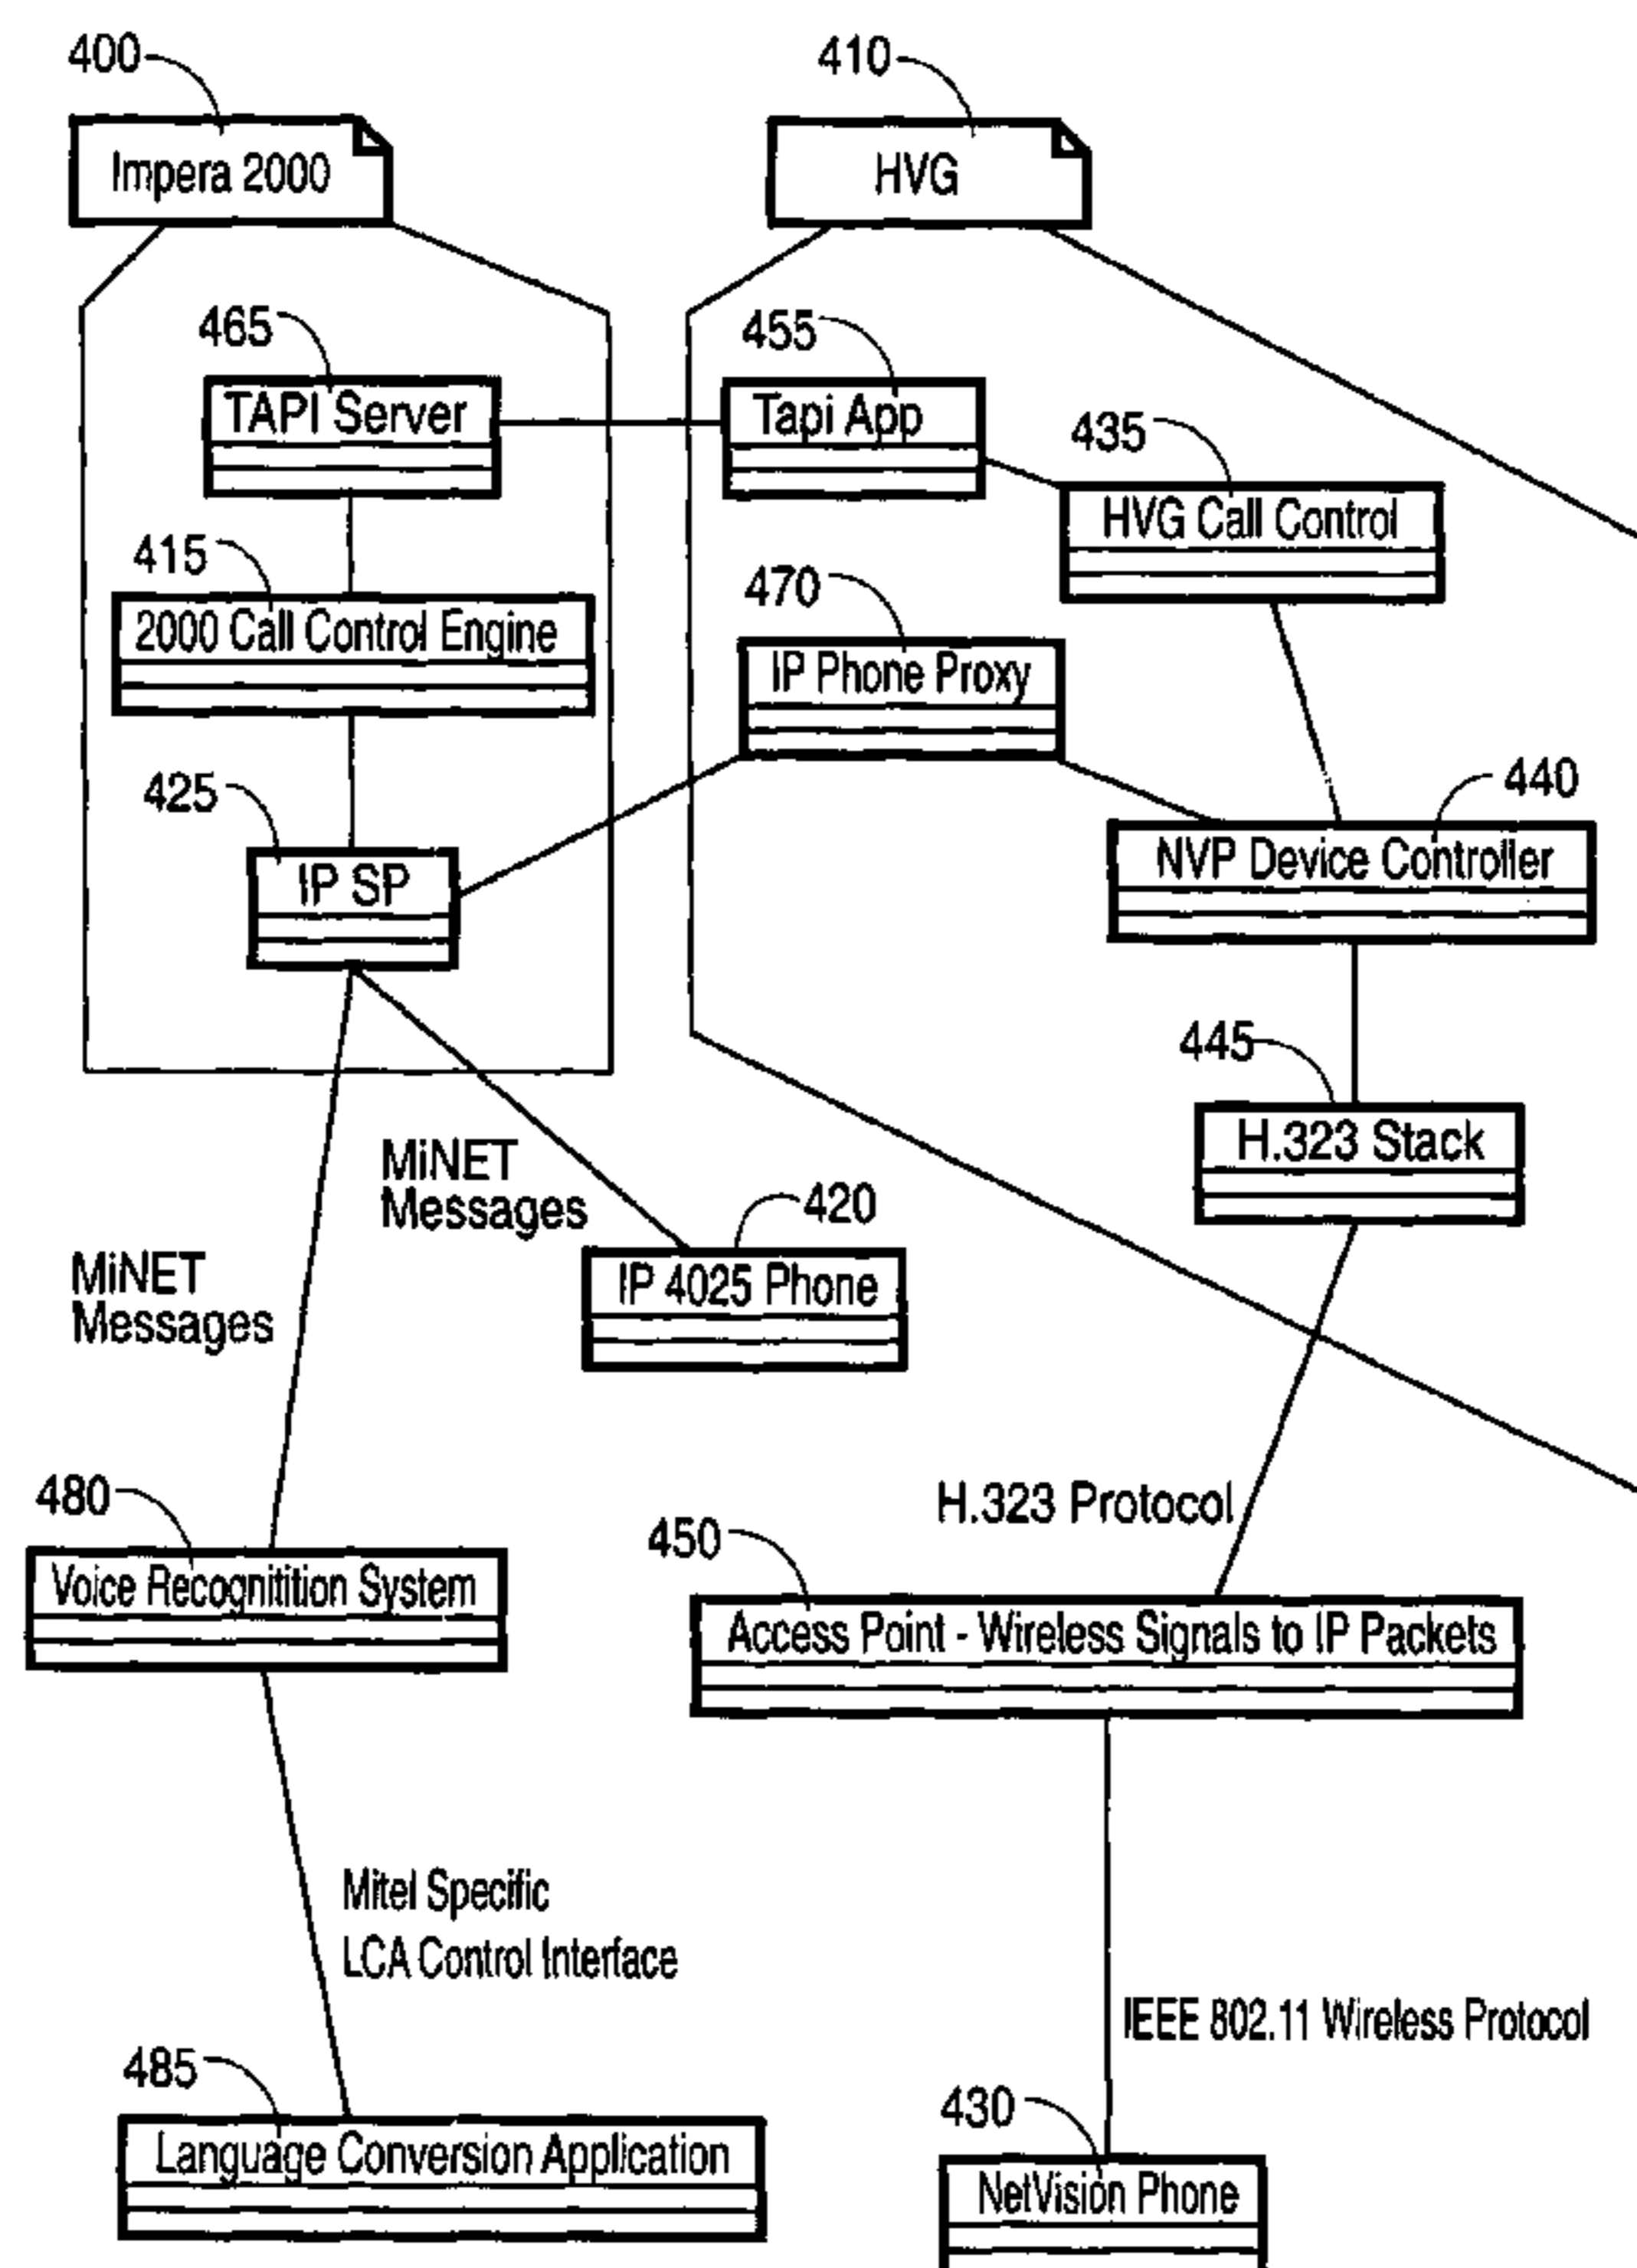 400
410
Impera 2000
HVG
465
455
TAPI Server
Tapi App
435
HVG Call Control
415
470
2000 Call Control Engine
IP Phone Proxy
425
440
IP SP
NVP Device Controller
445
H.323 Stack
MiNET
Messages
420
MiNET
Messages
IP 4025 Phone
480
H.323 Protocol
450
Voice Recognitition System
Access Point - Wireless Signals to IP Packets
Mitel Specific
LCA Control Interface
IEEE 802.11 Wireless Protocol
485
430
Language Conversion Application
NetVision Phone